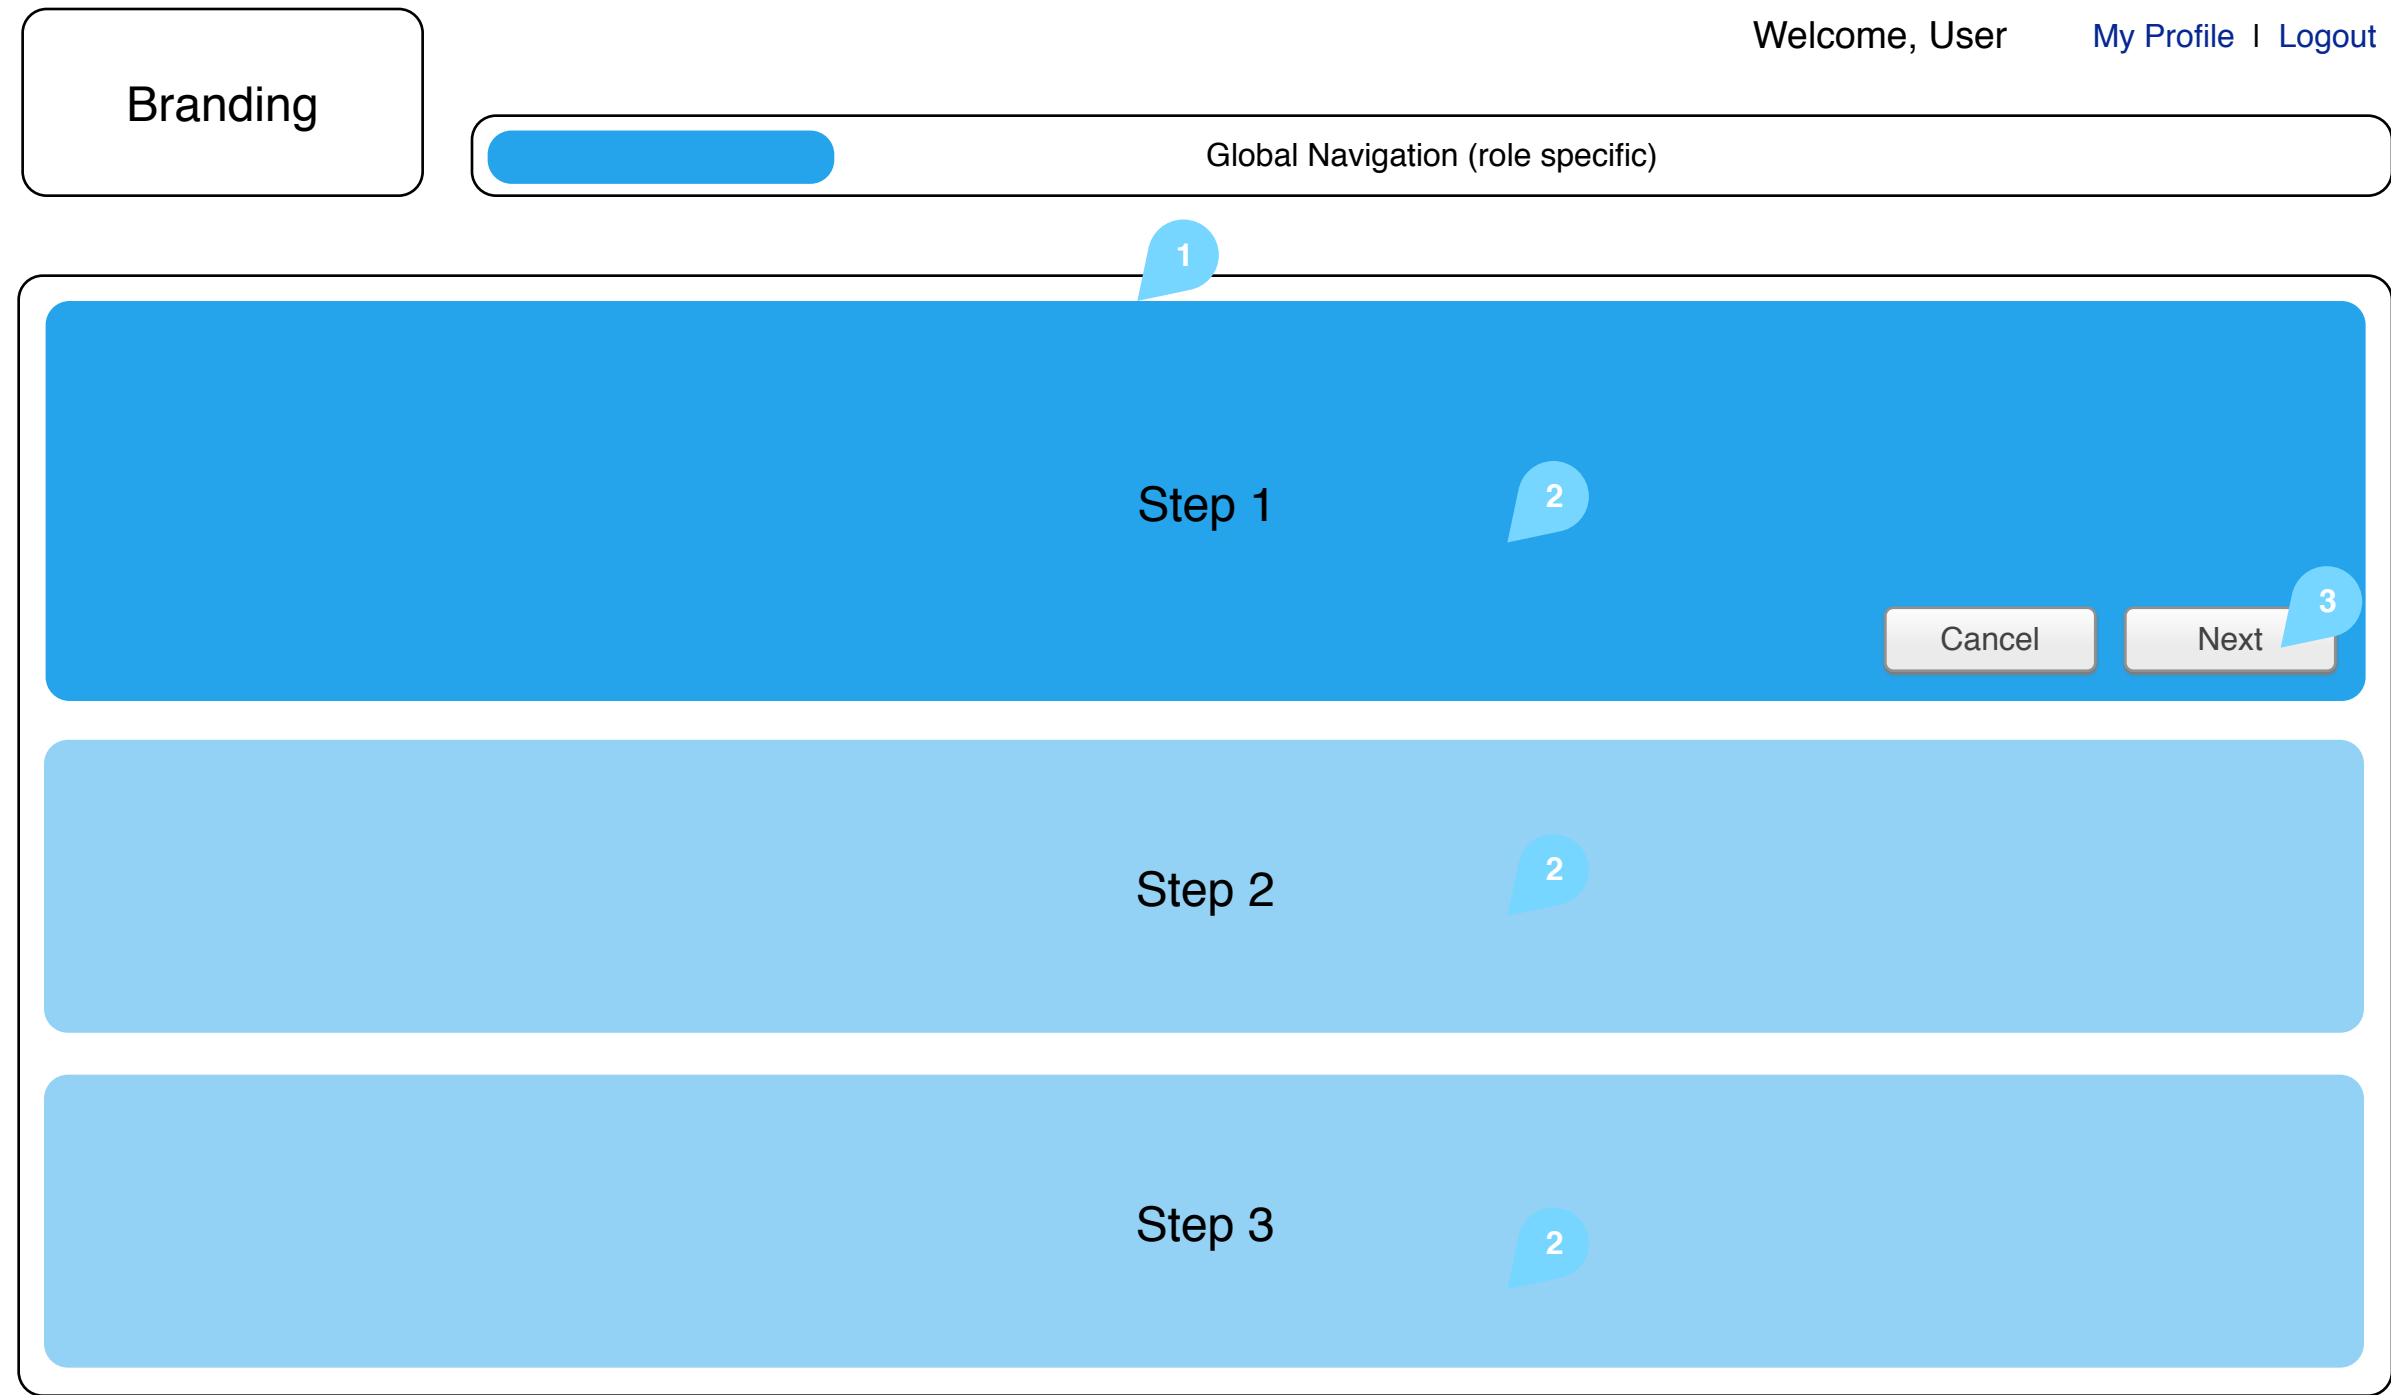 Welcome, User My Profile | Logout
Branding
Global Navigation (role specific)
1
Step 1
2
3
Cancel
Next
Step 2
2
Step 3
2